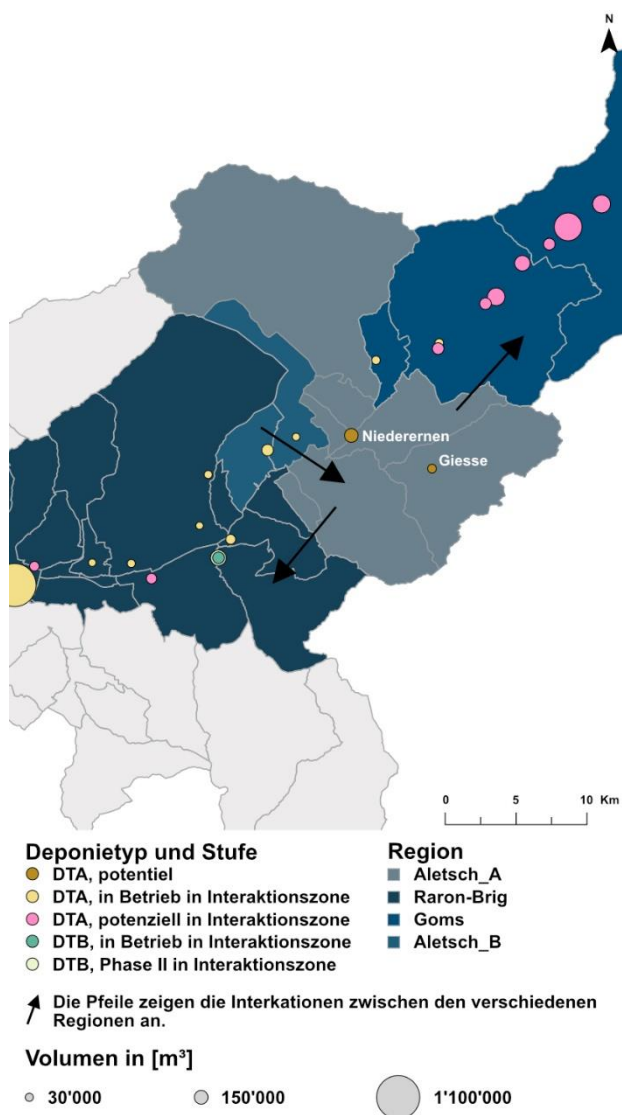 N
Niederernen
Giesse
0 5 10 Km
Deponietyp und Stufe
DTA, potentiel
DTA, in Betrieb in Interaktionszone
DTA, potenziell in Interaktionszone
DTB, in Betrieb in Interaktionszone
DTB, Phase II in Interaktionszone
Region
Aletsch_A
Raron-Brig
Goms
Aletsch_B
Die Pfeile zeigen die Interkationen zwischen den verschiedenen
Regionen an.
Volumen in [m³]
30'000 150'000 1'100'000